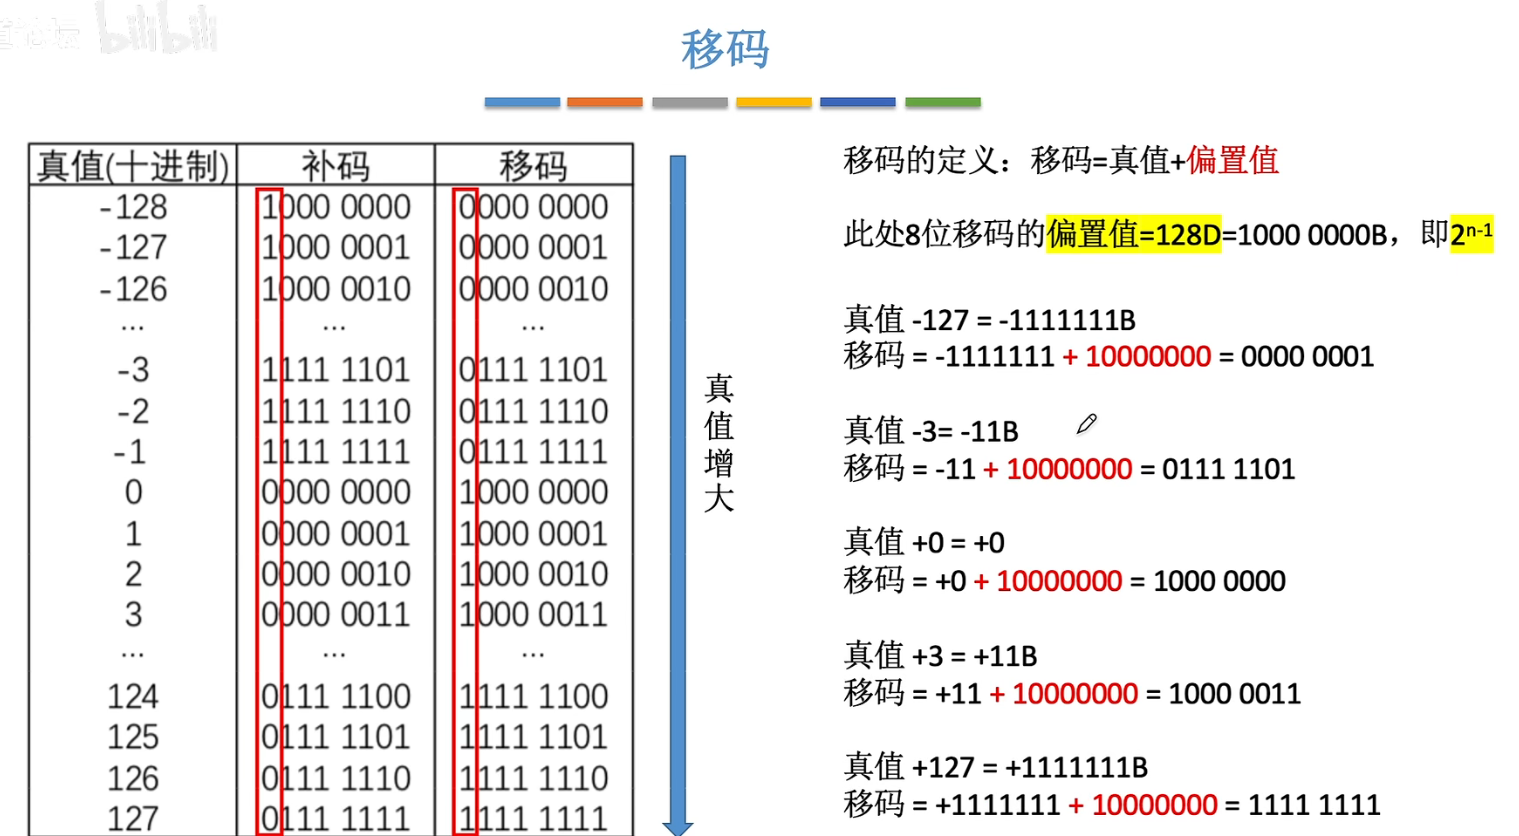 bilibili
移码
真值(十进制) 补码 移码
-128 1000 0000 0000 0000
-127 1000 0001 0000 0001
-126 1000 0010 0000 0010
... ... ...
-3 1111 1101 0111 1101
-2 1111 1110 0111 1110
-1 1111 1111 0111 1111
0 0000 0000 1000 0000
1 0000 0001 1000 0001
2 0000 0010 1000 0010
3 0000 0011 1000 0011
... ... ...
124 0111 1100 1111 1100
125 0111 1101 1111 1101
126 0111 1110 1111 1110
127 0111 1111 1111 1111
真值增大
移码的定义：移码=真值+偏置值
此处8位移码的偏置值=128D=1000 0000B，即2ⁿ⁻¹
真值 -127 = -1111111B
移码 = -1111111 + 10000000 = 0000 0001
真值 -3= -11B
移码 = -11 + 10000000 = 0111 1101
真值 +0 = +0
移码 = +0 + 10000000 = 1000 0000
真值 +3 = +11B
移码 = +11 + 10000000 = 1000 0011
真值 +127 = +1111111B
移码 = +1111111 + 10000000 = 1111 1111